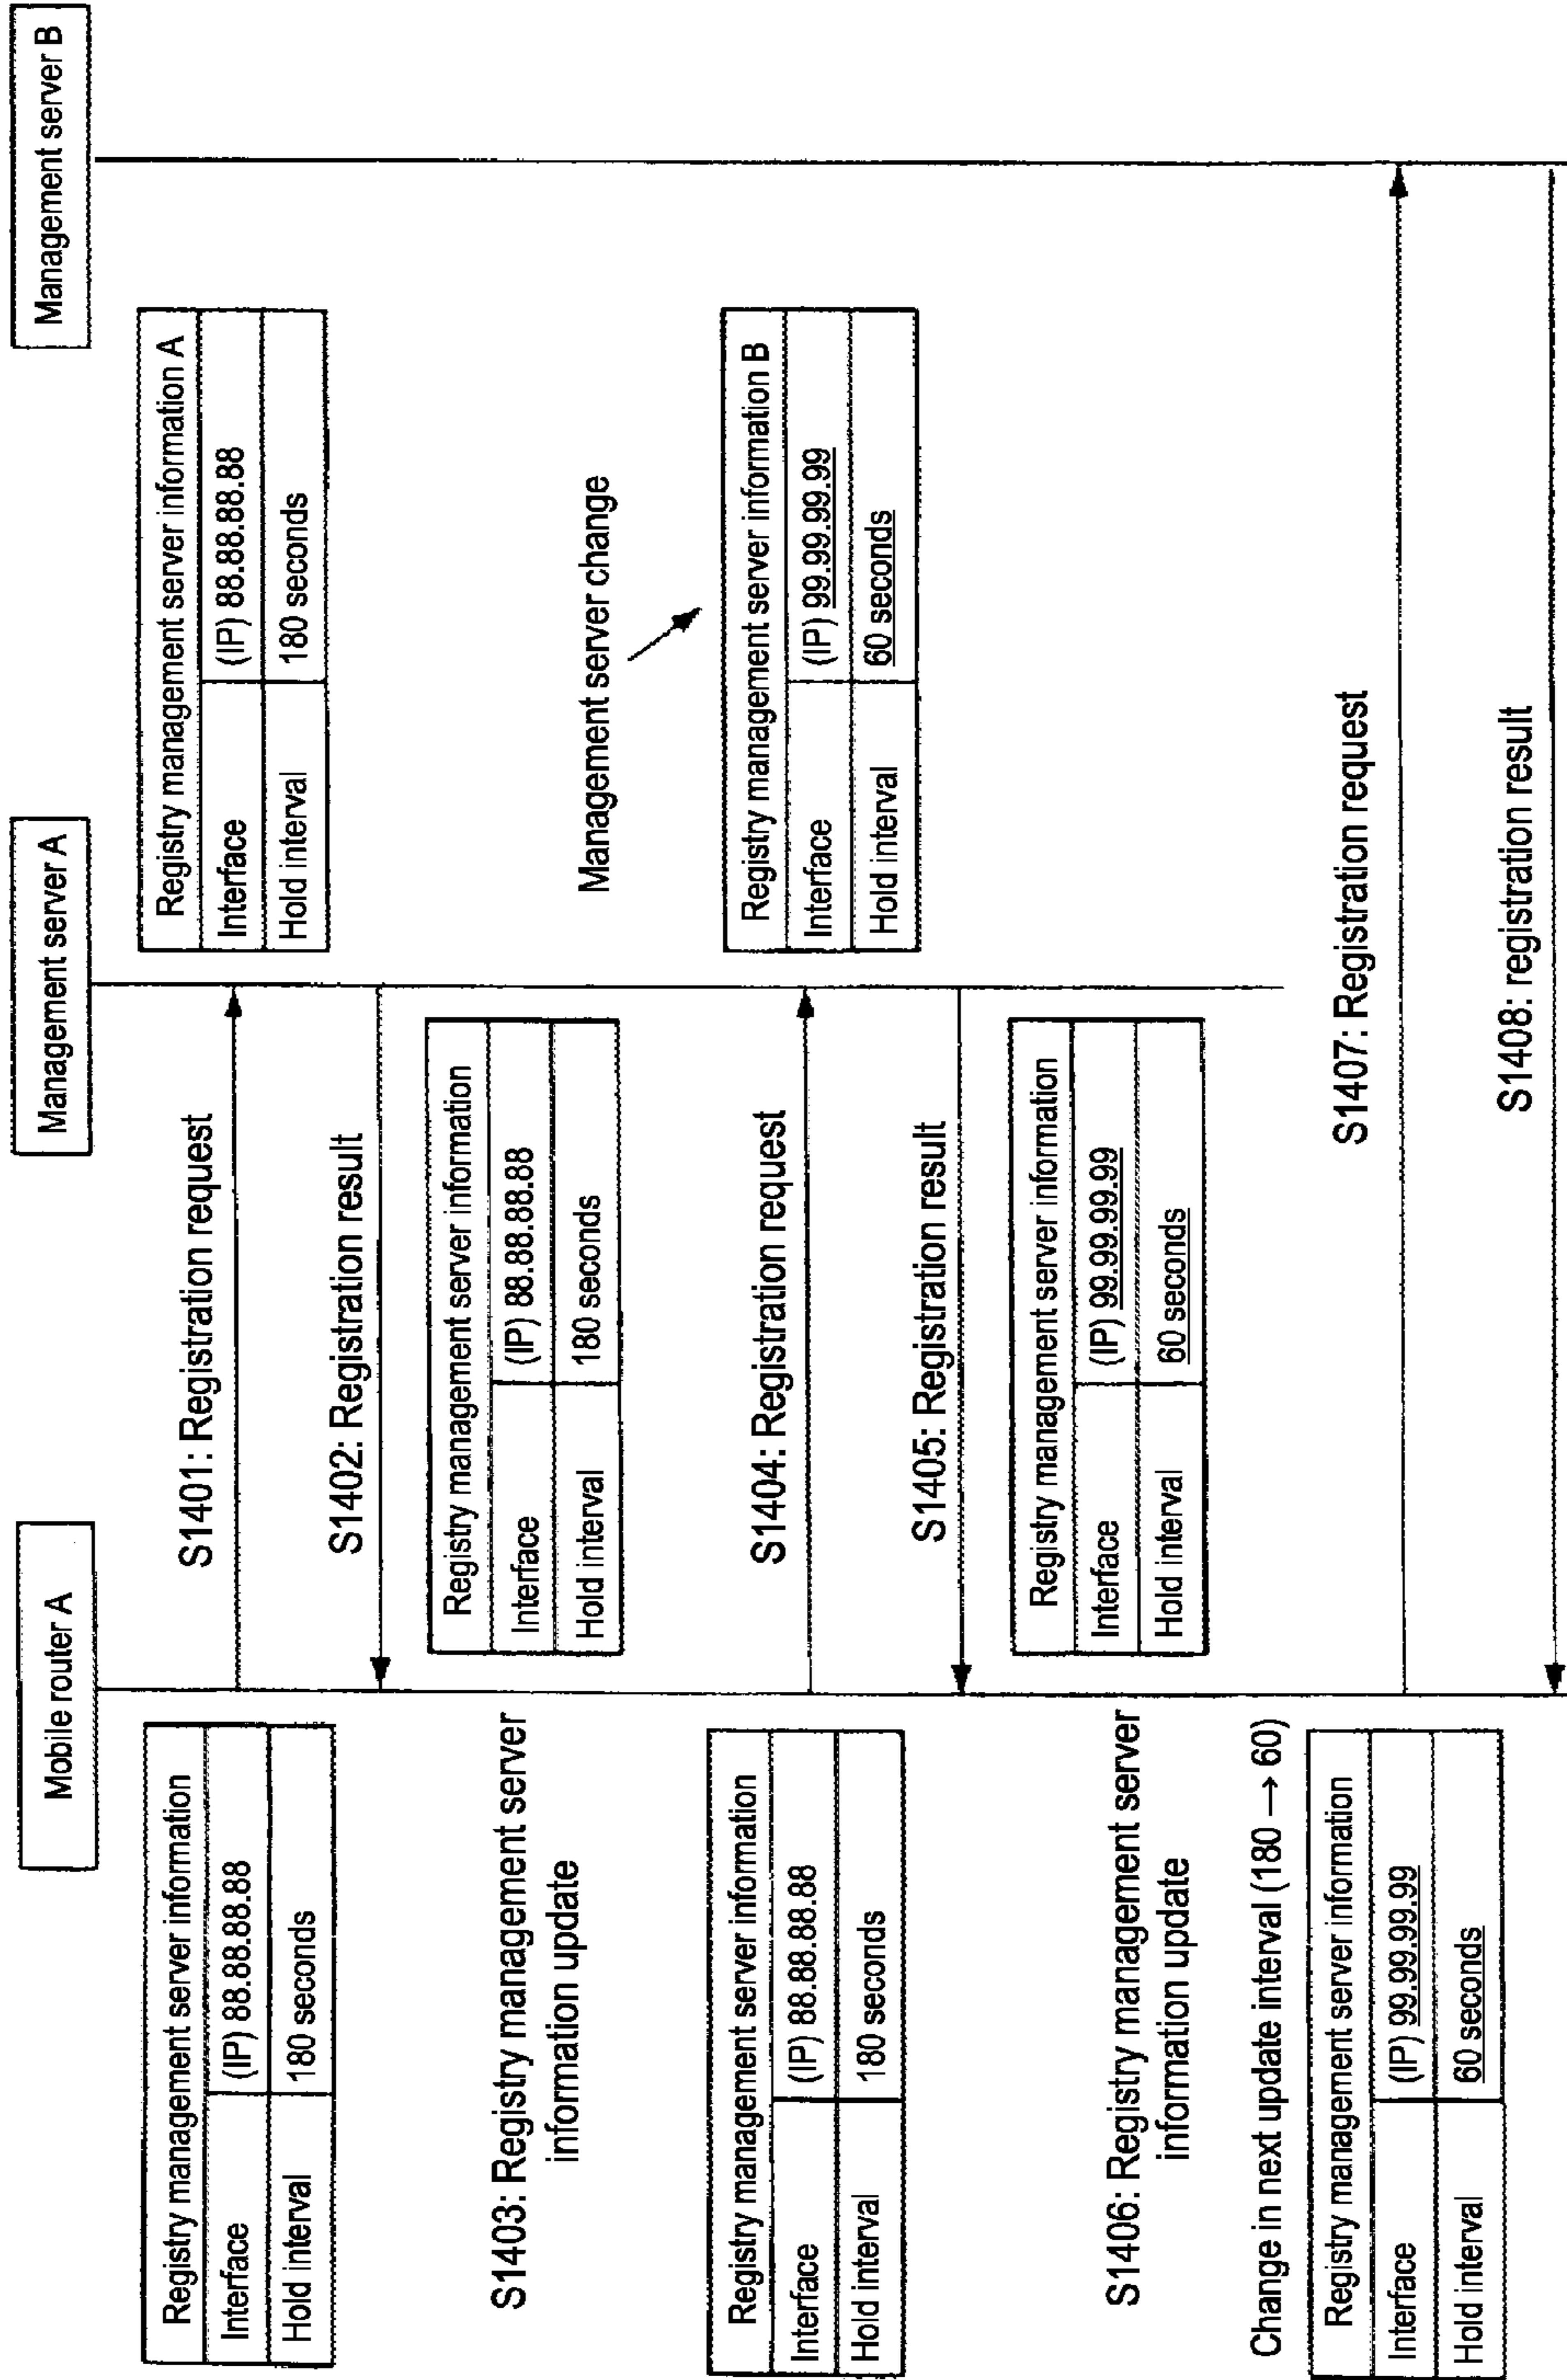 Mobile router A
Management server A
Management server B
Registry management server information
Interface
(IP) 88.88.88.88
Hold interval
180 seconds
Registry management server information A
Interface
(IP) 88.88.88.88
Hold interval
180 seconds
S1401: Registration request
S1402: Registration result
Registry management server information
Interface
(IP) 88.88.88.88
Hold interval
180 seconds
S1403: Registry management server
information update
Management server change
Registry management server information
Interface
(IP) 88.88.88.88
Hold interval
180 seconds
Registry management server information B
Interface
(IP) 99.99.99.99
Hold interval
60 seconds
S1404: Registration request
S1405: Registration result
Registry management server information
Interface
(IP) 99.99.99.99
Hold interval
60 seconds
S1406: Registry management server
information update
Change in next update interval (180 → 60)
Registry management server information
Interface
(IP) 99.99.99.99
Hold interval
60 seconds
S1407: Registration request
S1408: registration result